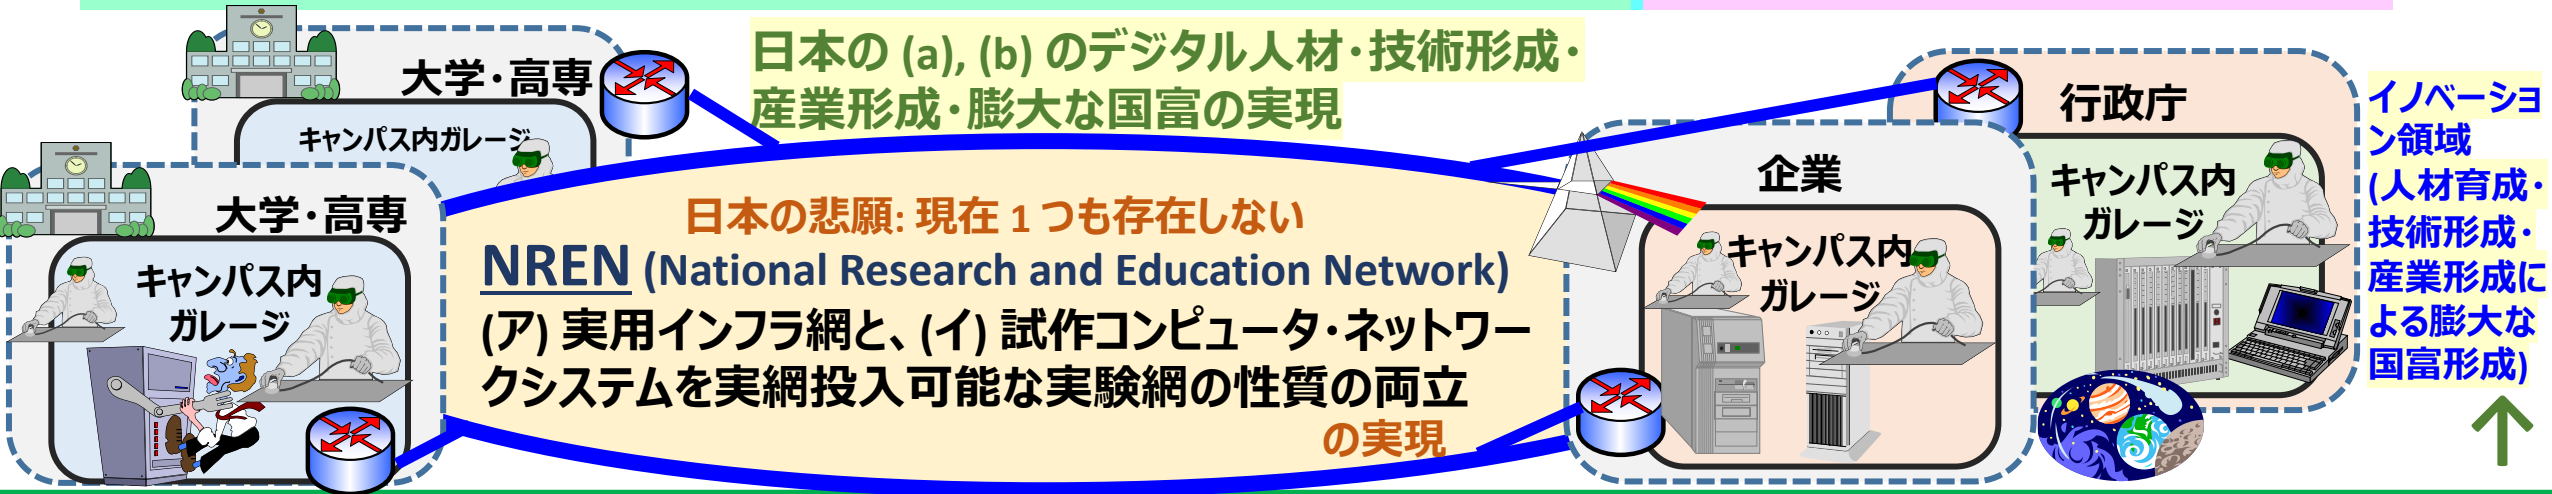 日本の (a), (b) のデジタル人材・技術形成・
産業形成・膨大な国富の実現
大学・高専
キャンパス内ガレージ
大学・高専
キャンパス内
ガレージ
日本の悲願: 現在 1 つも存在しない
NREN (National Research and Education Network)
(ア) 実用インフラ網と、(イ) 試作コンピュータ・ネットワー
クシステムを実網投入可能な実験網の性質の両立
の実現
企業
キャンパス内
ガレージ
行政庁
キャンパス内
ガレージ
イノベーショ
ン領域
(人材育成・
技術形成・
産業形成に
よる膨大な
国富形成)